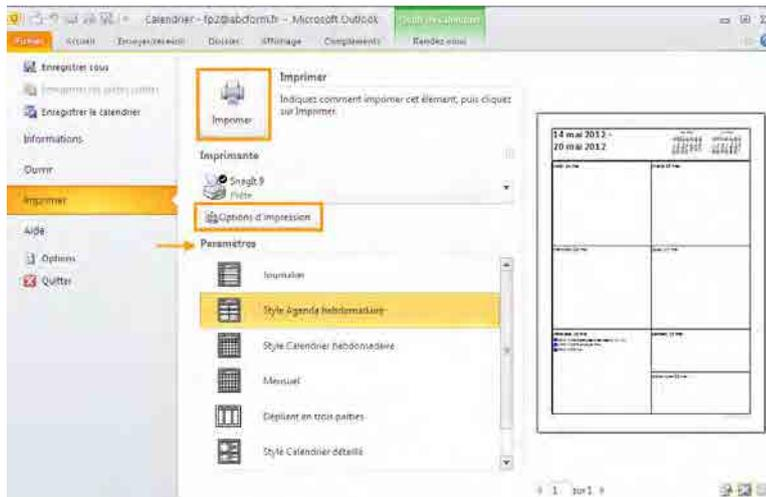 Calendrier - fp2@abcform.fr - Microsoft Outlook
Fichier Accueil Envoyer/recevoir Dossier Affichage Compléments Rendez-vous
Enregistrer sous
Enregistrer le calendrier
Informations
Ouvrir
Imprimer
Aide
Options
Quitter
Imprimer
Imprimer
Indiquez comment imprimer cet élément, puis cliquez
sur Imprimer.
Imprimante
SnagIt 9
Prête
Options d'impression
Paramètres
Journalier
Style Agenda hebdomadaire
Style Calendrier hebdomadaire
Mensuel
Dépliant en trois parties
Style Calendrier détaillé
14 mai 2012 -
20 mai 2012
1 sur 1